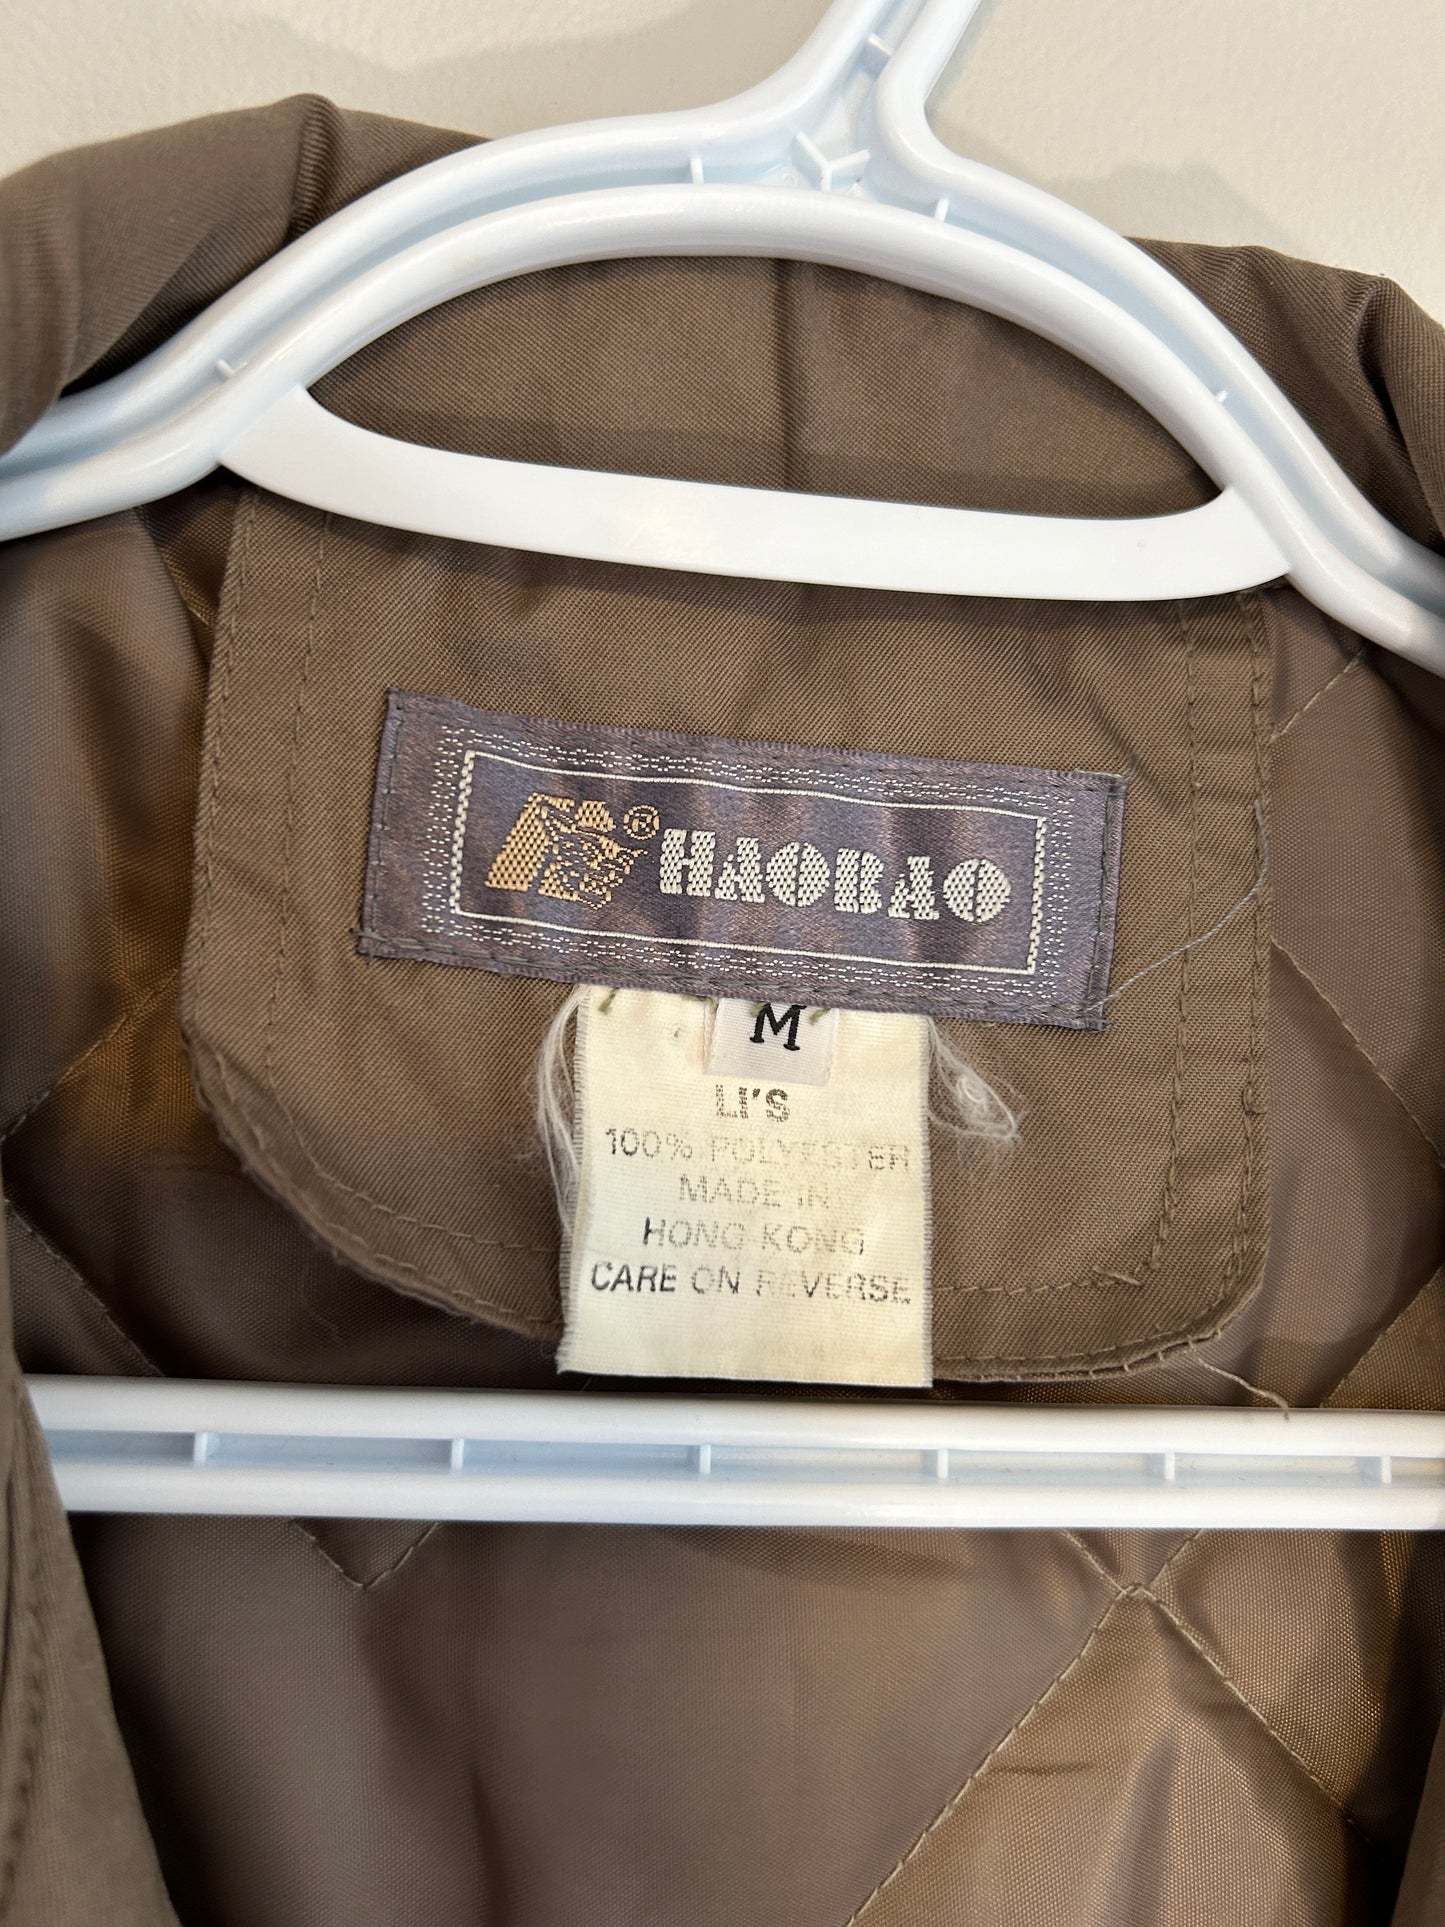 ® HAOBAO
M
LI'S
100% POLYESTER
MADE IN
HONG KONG
CARE ON REVERSE